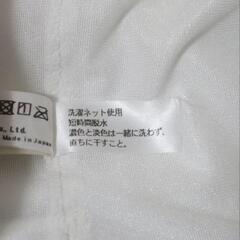 ., Ltd.
Made in Japan
洗濯ネット使用
短時間脱水
濃色と淡色は一緒に洗わず、
直ちに干すこと。